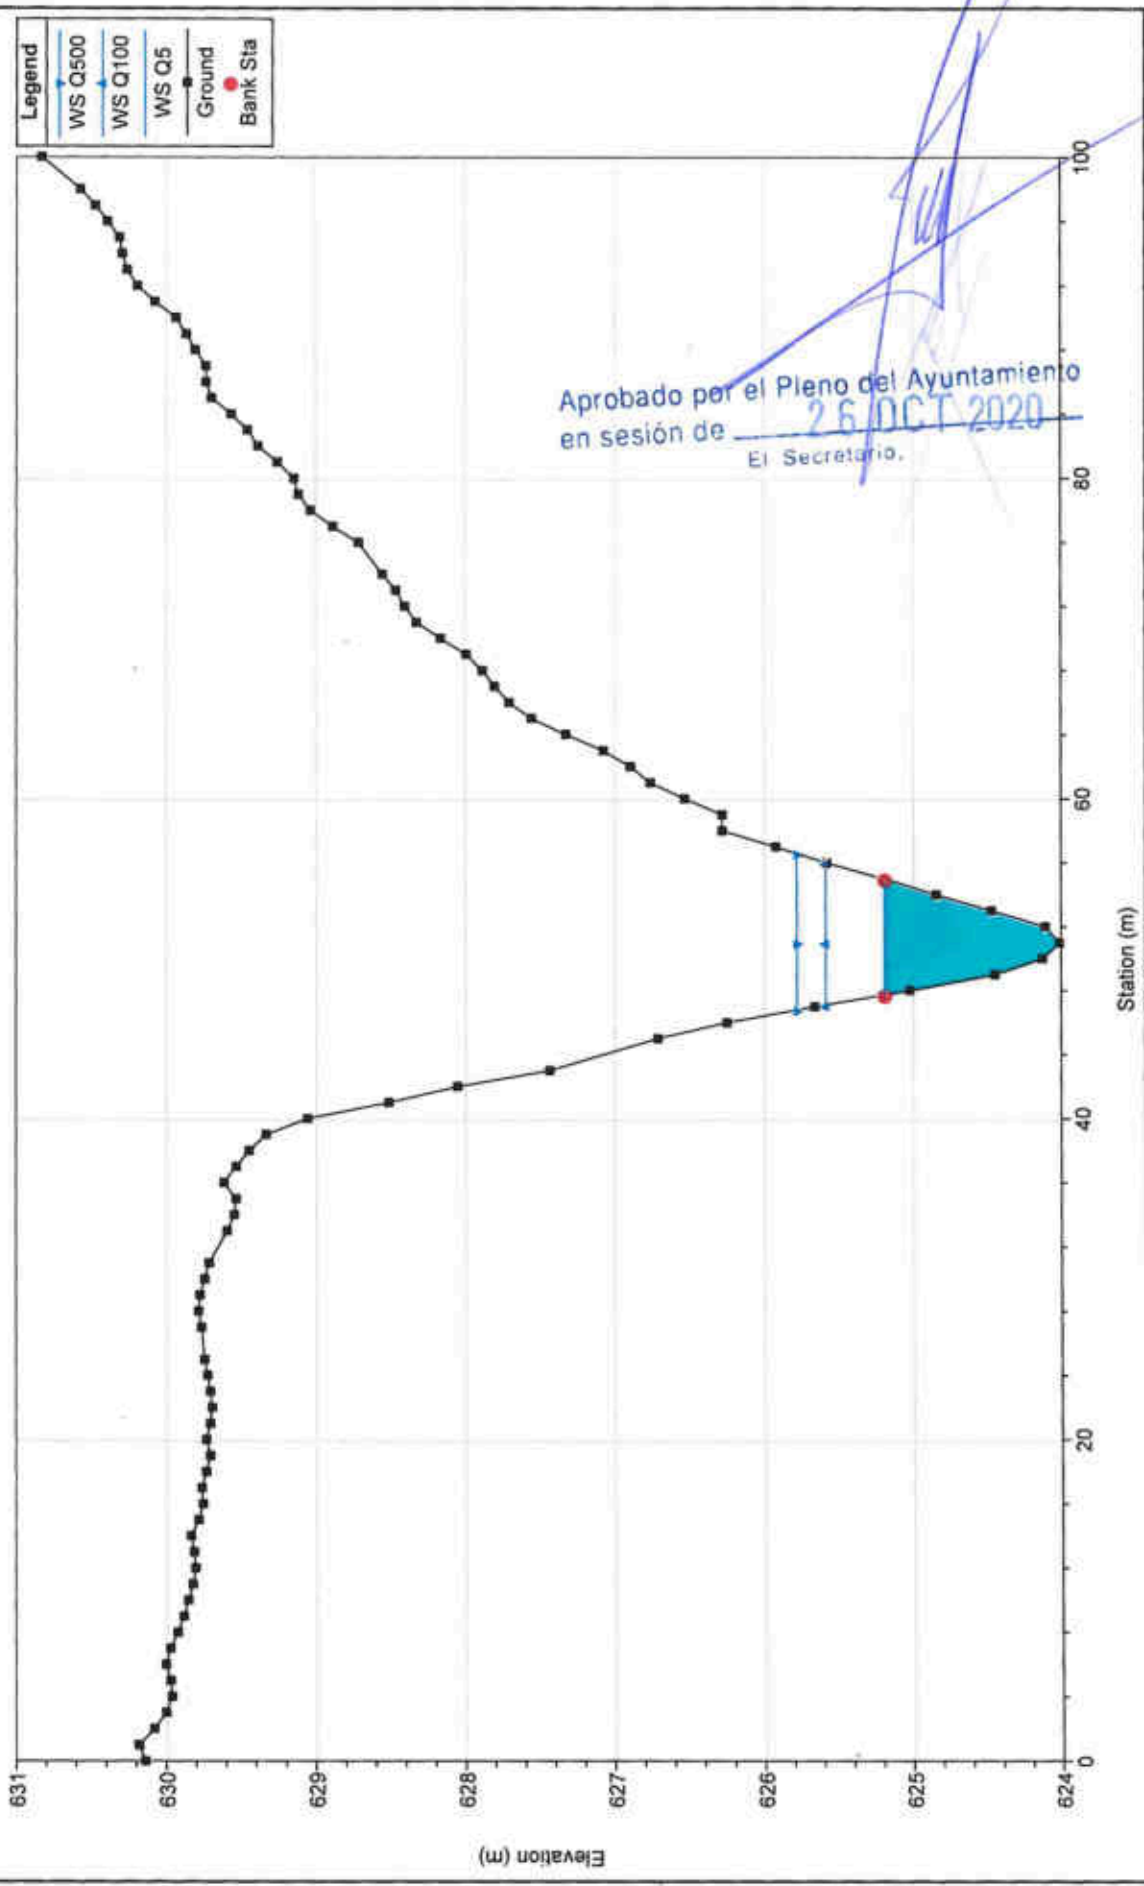 Legend
WS Q500
WS Q100
WS Q5
Ground
Bank Sta
Elevation (m)
631
630
629
628
627
626
625
624
0
20
40
60
80
100
Station (m)
Aprobado por el Pleno del Ayuntamiento
en sesión de 26 OCT 2020
El Secretario,